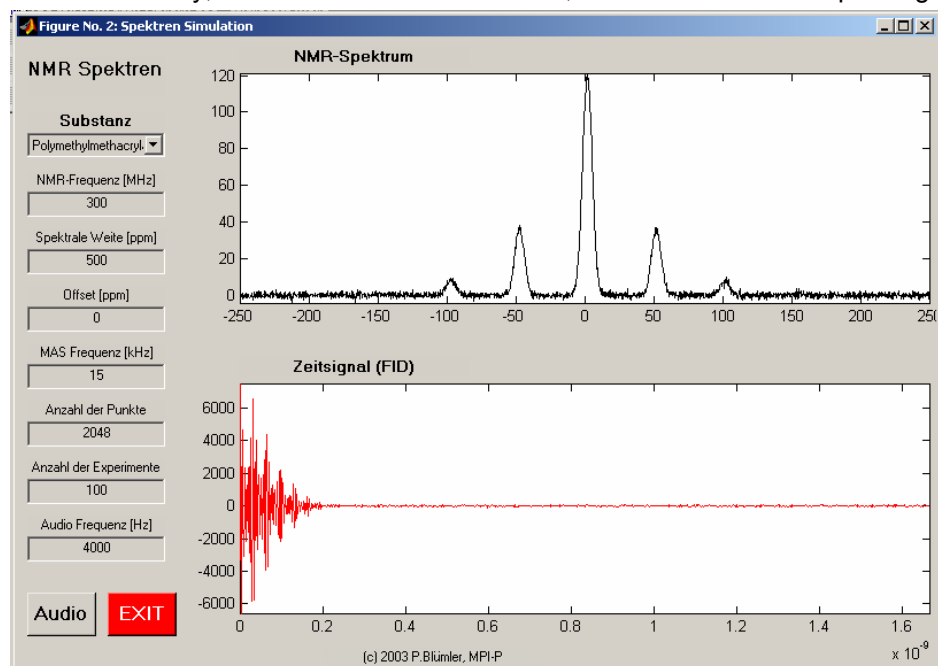 Figure No. 2: Spektren Simulation
NMR Spektren
Substanz
Polymethylmethacryl.
NMR-Frequenz [MHz]
300
Spektrale Weite [ppm]
500
Offset [ppm]
0
MAS Frequenz [kHz]
15
Anzahl der Punkte
2048
Anzahl der Experimente
100
Audio Frequenz [Hz]
4000
Audio EXIT
NMR-Spektrum
120
100
80
60
40
20
0
-250 -200 -150 -100 -50 0 50 100 150 200 250
Zeitsignal (FID)
6000
4000
2000
0
-2000
-4000
-6000
0 0.2 0.4 0.6 0.8 1 1.2 1.4 1.6
x 10⁻⁹
(c) 2003 P.Blümler, MPI-P